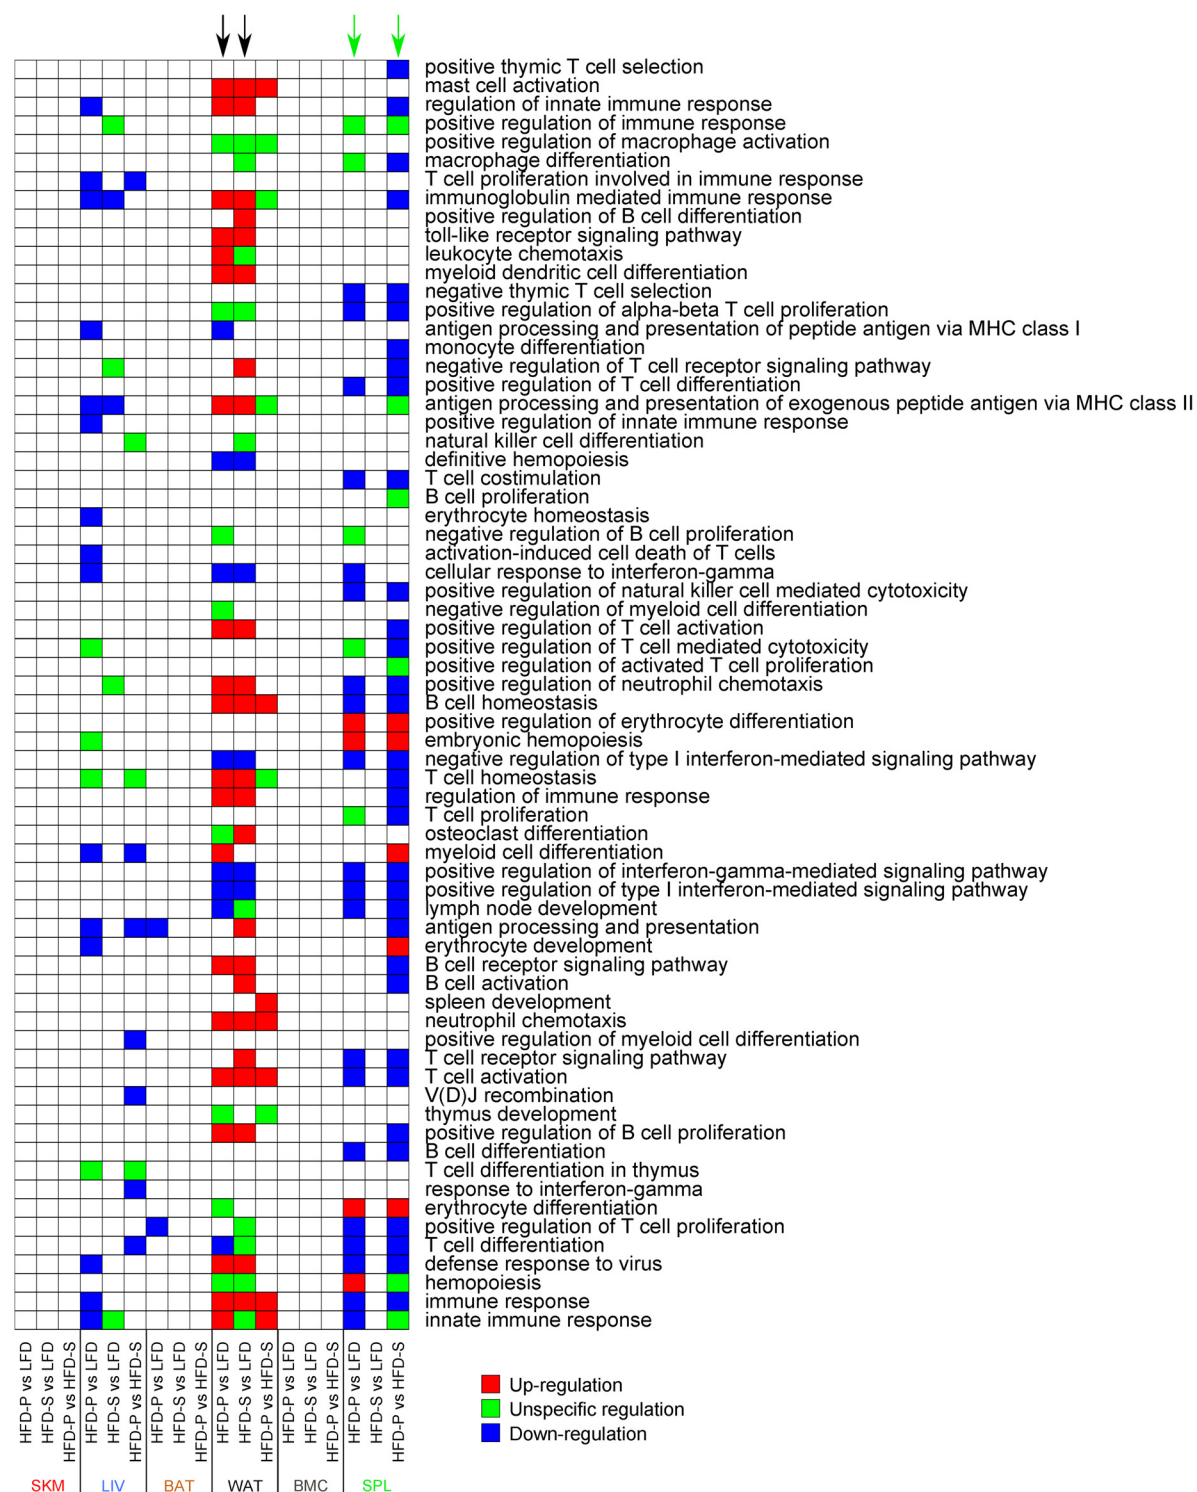 positive thymic T cell selection
mast cell activation
regulation of innate immune response
positive regulation of immune response
positive regulation of macrophage activation
macrophage differentiation
T cell proliferation involved in immune response
immunoglobulin mediated immune response
positive regulation of B cell differentiation
toll-like receptor signaling pathway
leukocyte chemotaxis
myeloid dendritic cell differentiation
negative thymic T cell selection
positive regulation of alpha-beta T cell proliferation
antigen processing and presentation of peptide antigen via MHC class I
monocyte differentiation
negative regulation of T cell receptor signaling pathway
positive regulation of T cell differentiation
antigen processing and presentation of exogenous peptide antigen via MHC class II
positive regulation of innate immune response
natural killer cell differentiation
definitive hemopoiesis
T cell costimulation
B cell proliferation
erythrocyte homeostasis
negative regulation of B cell proliferation
activation-induced cell death of T cells
cellular response to interferon-gamma
positive regulation of natural killer cell mediated cytotoxicity
negative regulation of myeloid cell differentiation
positive regulation of T cell activation
positive regulation of T cell mediated cytotoxicity
positive regulation of activated T cell proliferation
positive regulation of neutrophil chemotaxis
B cell homeostasis
positive regulation of erythrocyte differentiation
embryonic hemopoiesis
negative regulation of type I interferon-mediated signaling pathway
T cell homeostasis
regulation of immune response
T cell proliferation
osteoclast differentiation
myeloid cell differentiation
positive regulation of interferon-gamma-mediated signaling pathway
positive regulation of type I interferon-mediated signaling pathway
lymph node development
antigen processing and presentation
erythrocyte development
B cell receptor signaling pathway
B cell activation
spleen development
neutrophil chemotaxis
positive regulation of myeloid cell differentiation
T cell receptor signaling pathway
T cell activation
V(D)J recombination
thymus development
positive regulation of B cell proliferation
B cell differentiation
T cell differentiation in thymus
response to interferon-gamma
erythrocyte differentiation
positive regulation of T cell proliferation
T cell differentiation
defense response to virus
hemopoiesis
immune response
innate immune response
HFD-P vs LFD
HFD-S vs LFD
HFD-P vs HFD-S
HFD-P vs LFD
HFD-S vs LFD
HFD-P vs HFD-S
HFD-P vs LFD
HFD-S vs LFD
HFD-P vs HFD-S
HFD-P vs LFD
HFD-S vs LFD
HFD-P vs HFD-S
HFD-P vs LFD
HFD-S vs LFD
HFD-P vs HFD-S
HFD-P vs LFD
HFD-S vs LFD
HFD-P vs HFD-S
SKM
LIV
BAT
WAT
BMC
SPL
Up-regulation
Unspecific regulation
Down-regulation